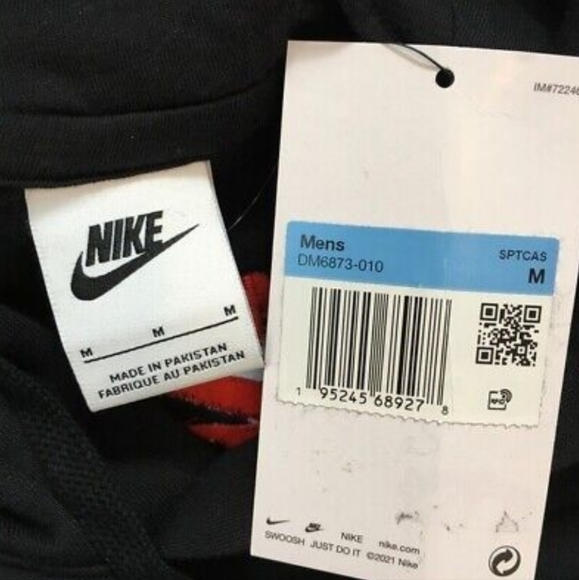 NIKE
M M M
MADE IN PAKISTAN
FABRIQUE AU PAKISTAN
IM#72246
Mens
SPTCAS
DM6873-010
M
1 95245 68927 8
NIKE nike.com
SWOOSH JUST DO IT ©2021 Nike